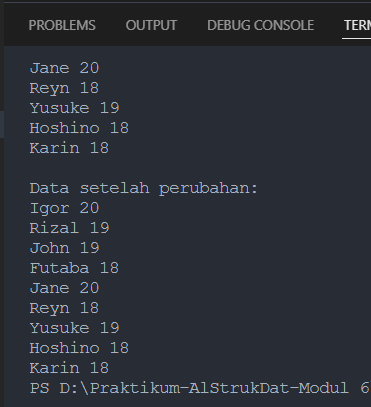 PROBLEMS OUTPUT DEBUG CONSOLE TERM
Jane 20
Reyn 18
Yusuke 19
Hoshino 18
Karin 18
Data setelah perubahan:
Igor 20
Rizal 19
John 19
Futaba 18
Jane 20
Reyn 18
Yusuke 19
Hoshino 18
Karin 18
PS D:\Praktikum-AlStrukDat-Modul 6